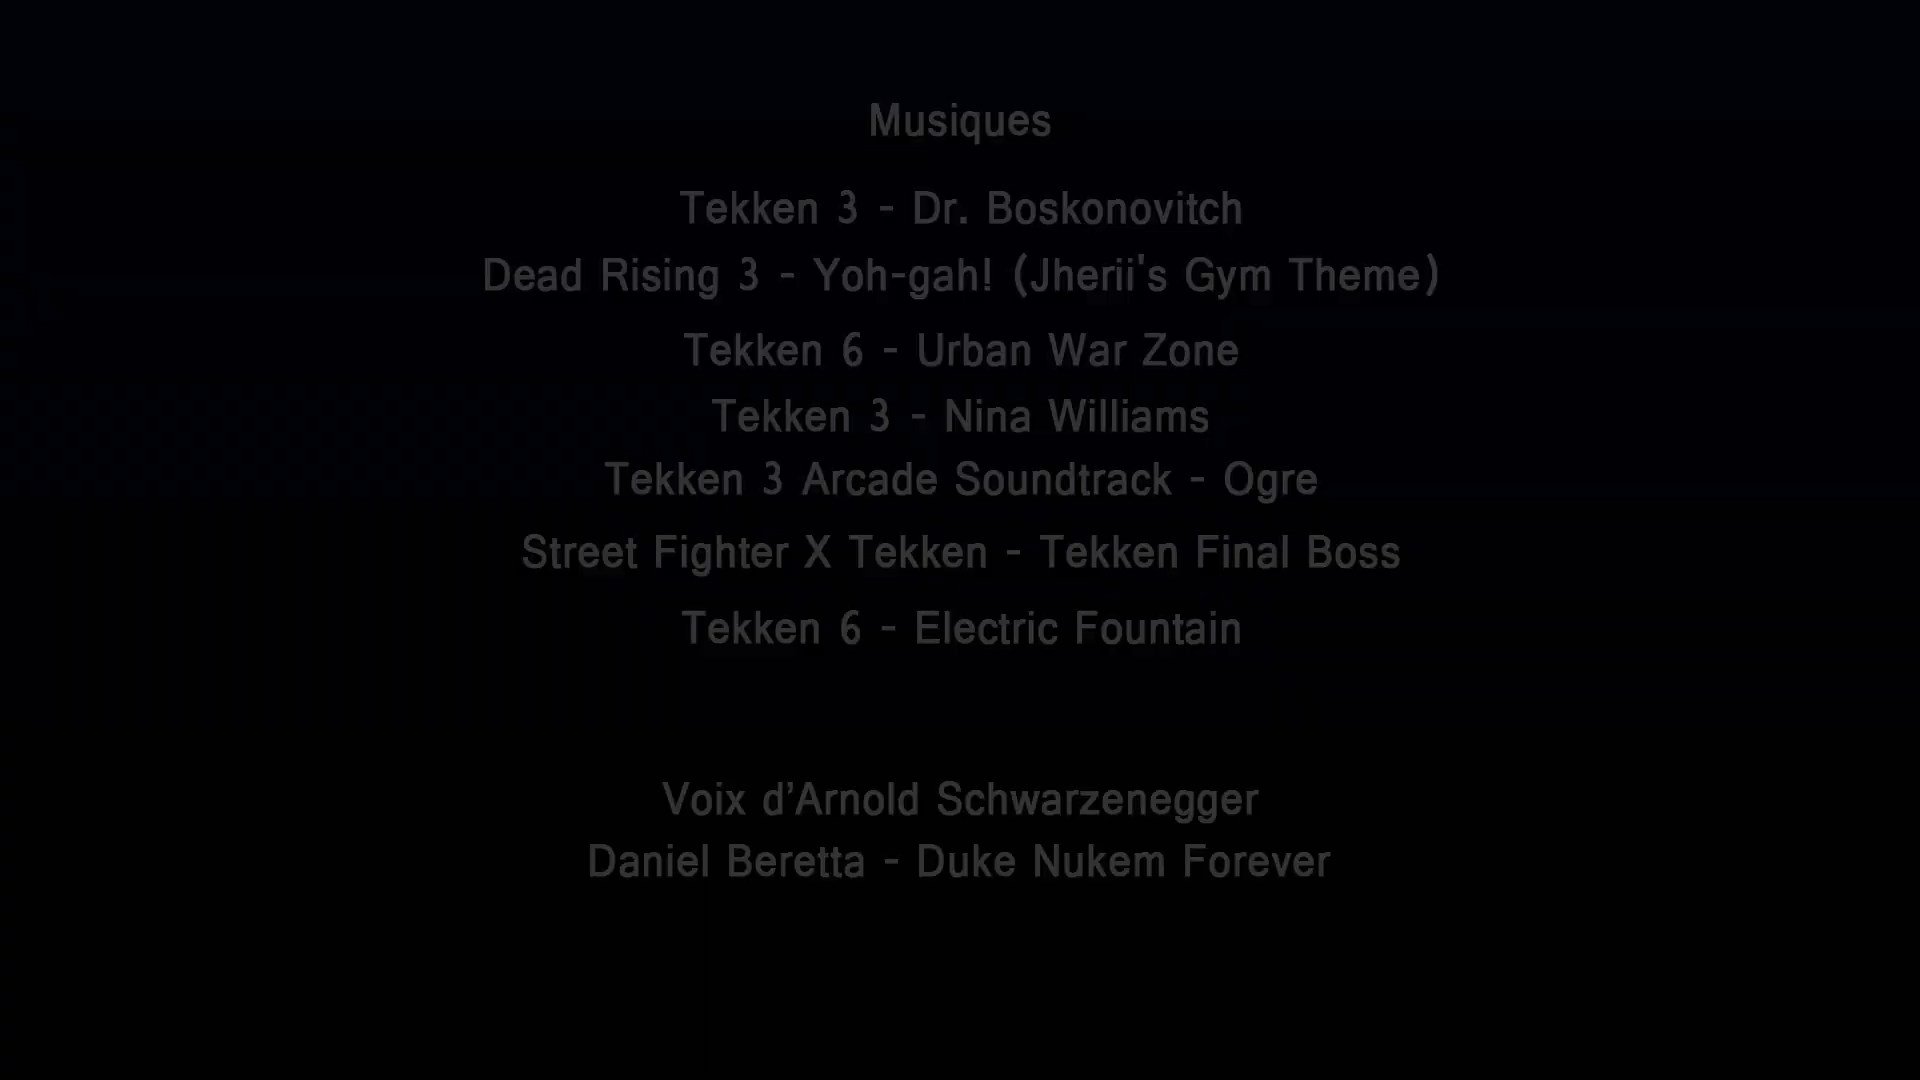 Musiques
Tekken 3 - Dr. Boskonovitch
Dead Rising 3 - Yoh-gah! (Jherii's Gym Theme)
Tekken 6 - Urban War Zone
Tekken 3 - Nina Williams
Tekken 3 Arcade Soundtrack - Ogre
Street Fighter X Tekken - Tekken Final Boss
Tekken 6 - Electric Fountain
Voix d’Arnold Schwarzenegger
Daniel Beretta - Duke Nukem Forever